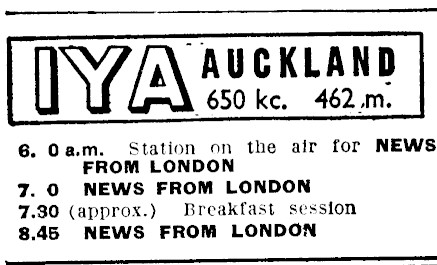 IYA AUCKLAND
650 kc. 462 m.
6. 0 a.m. Station on the air for NEWS
FROM LONDON
7. 0 NEWS FROM LONDON
7.30 (approx.) Breakfast session
8.45 NEWS FROM LONDON